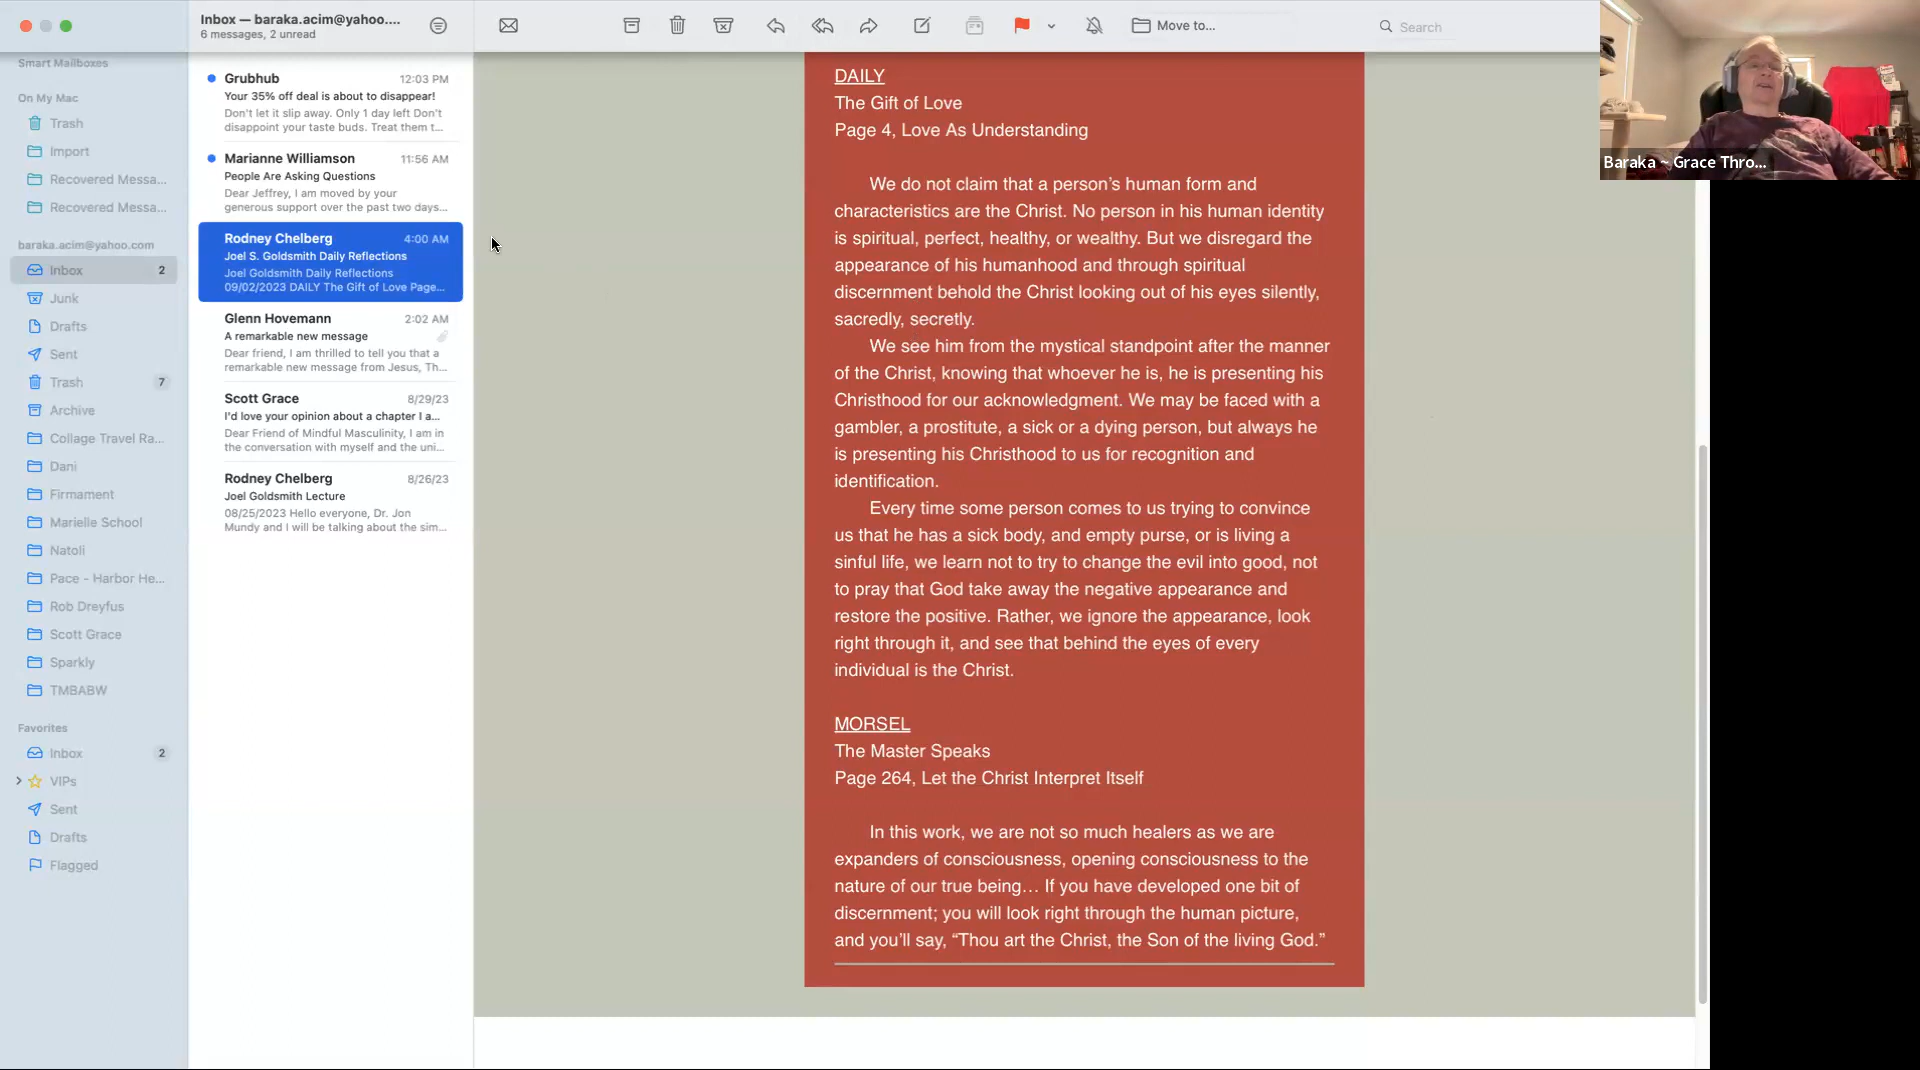 Inbox — baraka.acim@yahoo....
6 messages, 2 unread
Move to...
Search
Smart Mailboxes
On My Mac
Trash
Import
Recovered Messa...
Recovered Messa...
baraka.acim@yahoo.com
Inbox 2
Junk
Drafts
Sent
Trash 7
Archive
Collage Travel Ra...
Dani
Firmament
Marielle School
Natoli
Pace - Harbor He...
Rob Dreyfus
Scott Grace
Sparkly
TMBABW
Favorites
Inbox 2
VIPs
Sent
Drafts
Flagged
Grubhub 12:03 PM
Your 35% off deal is about to disappear!
Don't let it slip away. Only 1 day left Don't
disappoint your taste buds. Treat them t...
Marianne Williamson 11:56 AM
People Are Asking Questions
Dear Jeffrey, I am moved by your
generous support over the past two days...
Rodney Chelberg 4:00 AM
Joel S. Goldsmith Daily Reflections
Joel Goldsmith Daily Reflections
09/02/2023 DAILY The Gift of Love Page...
Glenn Hovemann 2:02 AM
A remarkable new message
Dear friend, I am thrilled to tell you that a
remarkable new message from Jesus, Th...
Scott Grace 8/29/23
I'd love your opinion about a chapter I a...
Dear Friend of Mindful Masculinity, I am in
the conversation with myself and the uni...
Rodney Chelberg 8/26/23
Joel Goldsmith Lecture
08/25/2023 Hello everyone, Dr. Jon
Mundy and I will be talking about the sim...
DAILY
The Gift of Love
Page 4, Love As Understanding
We do not claim that a person’s human form and
characteristics are the Christ. No person in his human identity
is spiritual, perfect, healthy, or wealthy. But we disregard the
appearance of his humanhood and through spiritual
discernment behold the Christ looking out of his eyes silently,
sacredly, secretly.
We see him from the mystical standpoint after the manner
of the Christ, knowing that whoever he is, he is presenting his
Christhood for our acknowledgment. We may be faced with a
gambler, a prostitute, a sick or a dying person, but always he
is presenting his Christhood to us for recognition and
identification.
Every time some person comes to us trying to convince
us that he has a sick body, and empty purse, or is living a
sinful life, we learn not to try to change the evil into good, not
to pray that God take away the negative appearance and
restore the positive. Rather, we ignore the appearance, look
right through it, and see that behind the eyes of every
individual is the Christ.
MORSEL
The Master Speaks
Page 264, Let the Christ Interpret Itself
In this work, we are not so much healers as we are
expanders of consciousness, opening consciousness to the
nature of our true being… If you have developed one bit of
discernment; you will look right through the human picture,
and you’ll say, “Thou art the Christ, the Son of the living God.”
Baraka ~ Grace Thro...